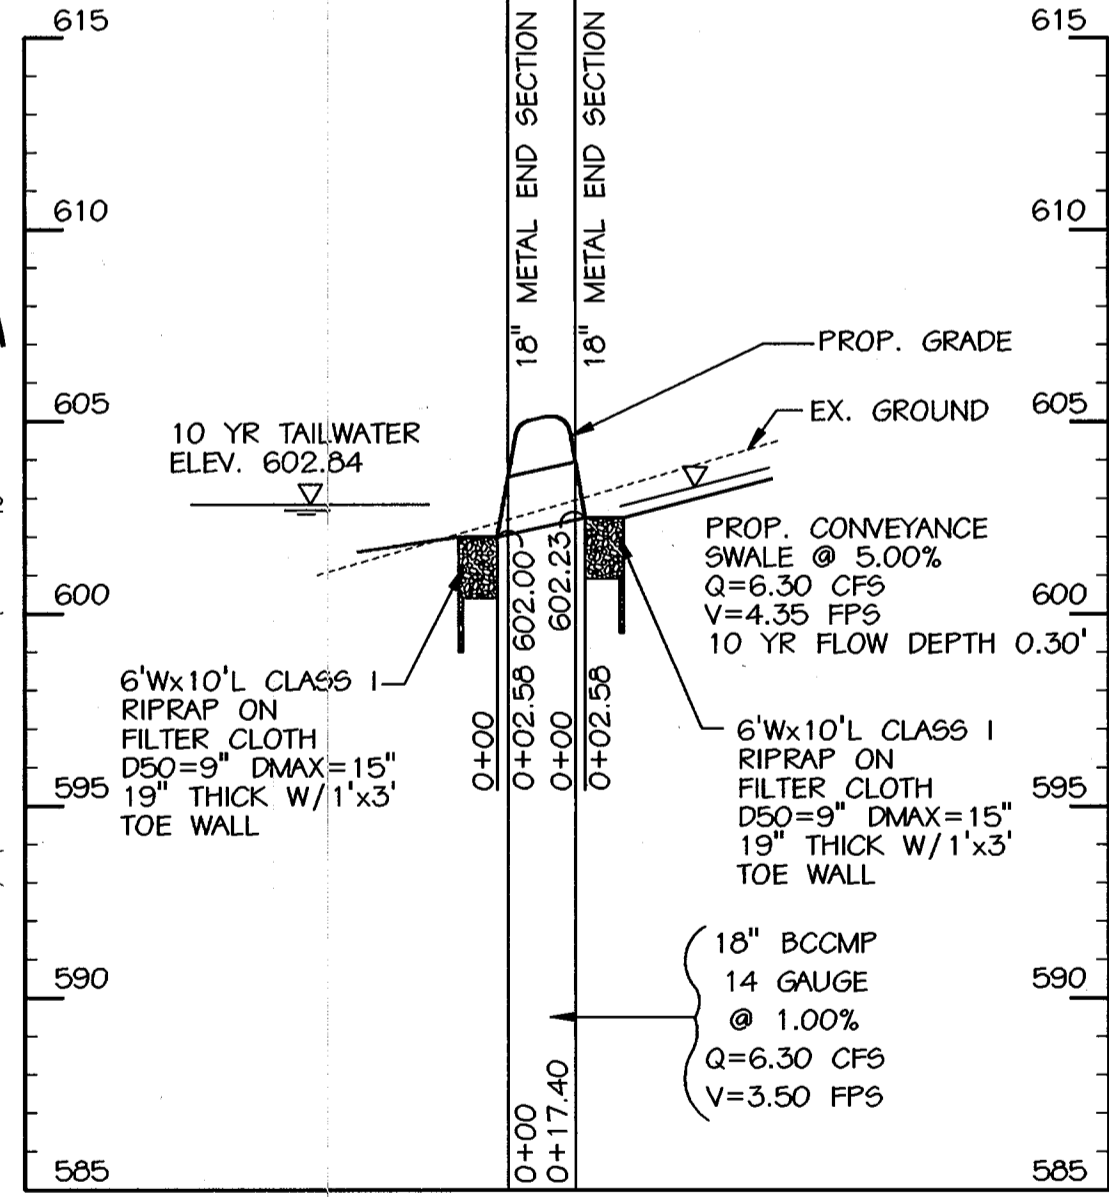 615
615
18" METAL END SECTION
18" METAL END SECTION
610
610
PROP. GRADE
605
EX. GROUND
605
10 YR TAILWATER
ELEV. 602.84
PROP. CONVEYANCE
SWALE @ 5.00%
Q=6.30 CFS
V=4.35 FPS
10 YR FLOW DEPTH 0.30'
600
600
602.00
602.23
0+00
0+02.58
0+00
0+02.58
6'Wx10'L CLASS I
RIPRAP ON
FILTER CLOTH
D50=9" DMAX=15"
19" THICK W/1'x3'
TOE WALL
6'Wx10'L CLASS I
RIPRAP ON
FILTER CLOTH
D50=9" DMAX=15"
19" THICK W/1'x3'
TOE WALL
595
595
18" BCCMP
14 GAUGE
@ 1.00%
Q=6.30 CFS
V=3.50 FPS
590
590
0+00
0+17.40
585
585